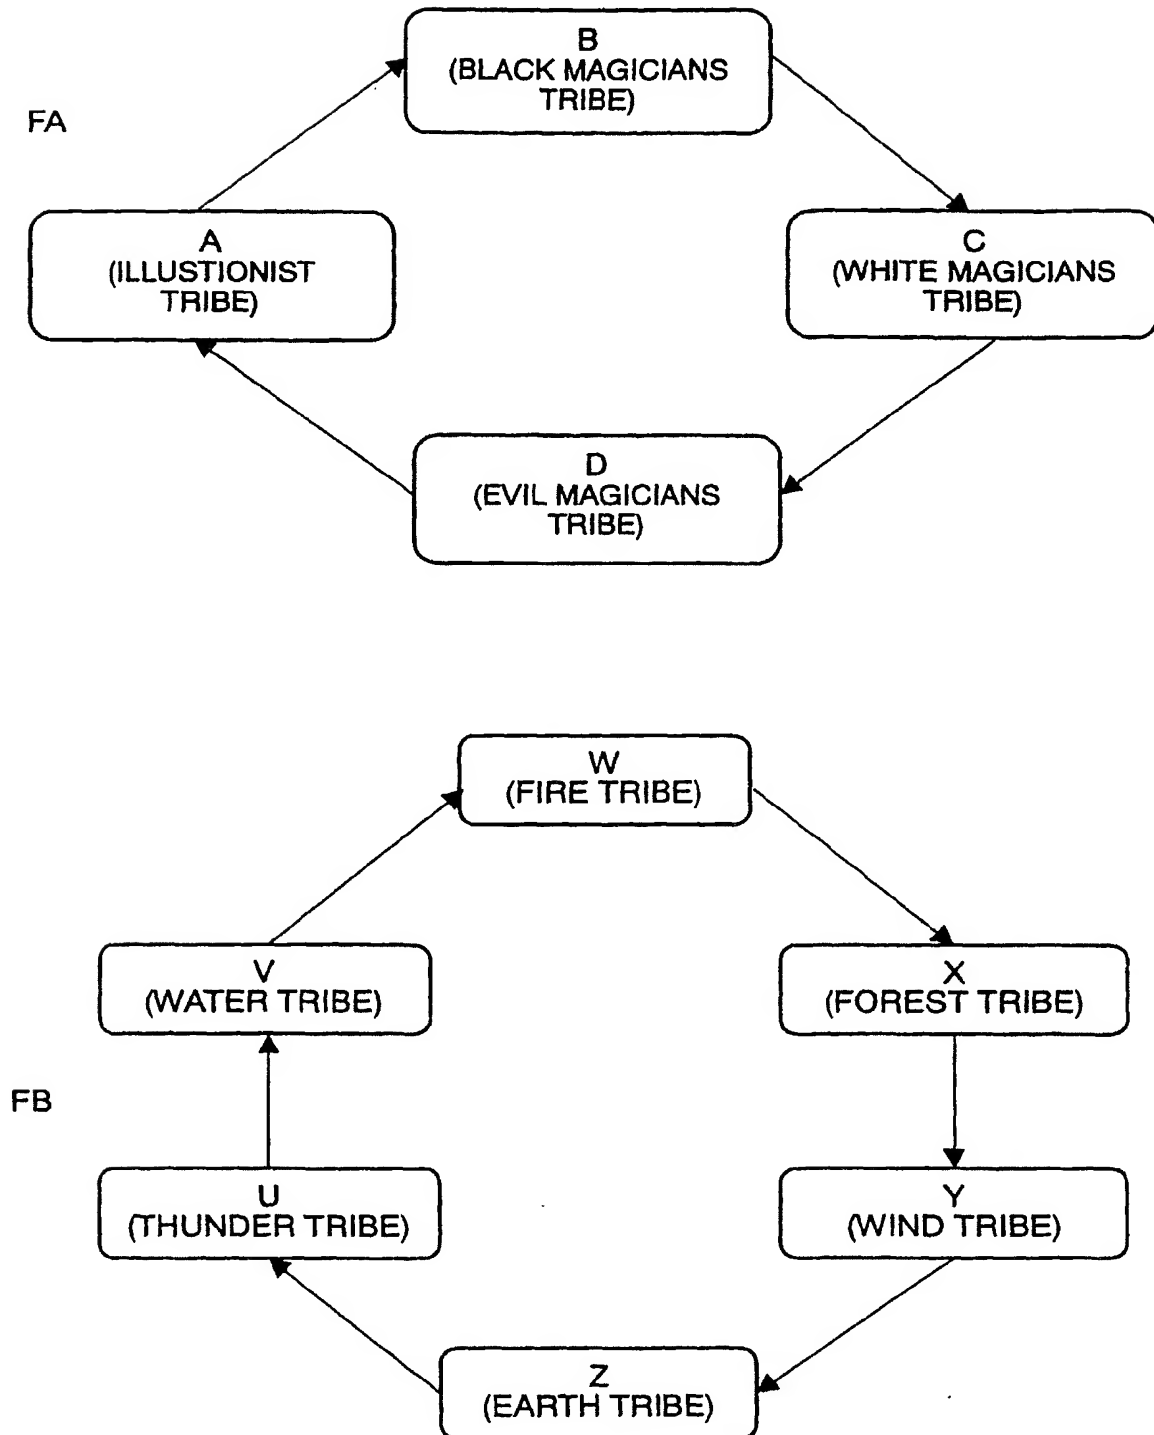 B
(BLACK MAGICIANS
TRIBE)
FA
A
(ILLUSTIONIST
TRIBE)
C
(WHITE MAGICIANS
TRIBE)
D
(EVIL MAGICIANS
TRIBE)
W
(FIRE TRIBE)
V
(WATER TRIBE)
X
(FOREST TRIBE)
FB
U
(THUNDER TRIBE)
Y
(WIND TRIBE)
Z
(EARTH TRIBE)